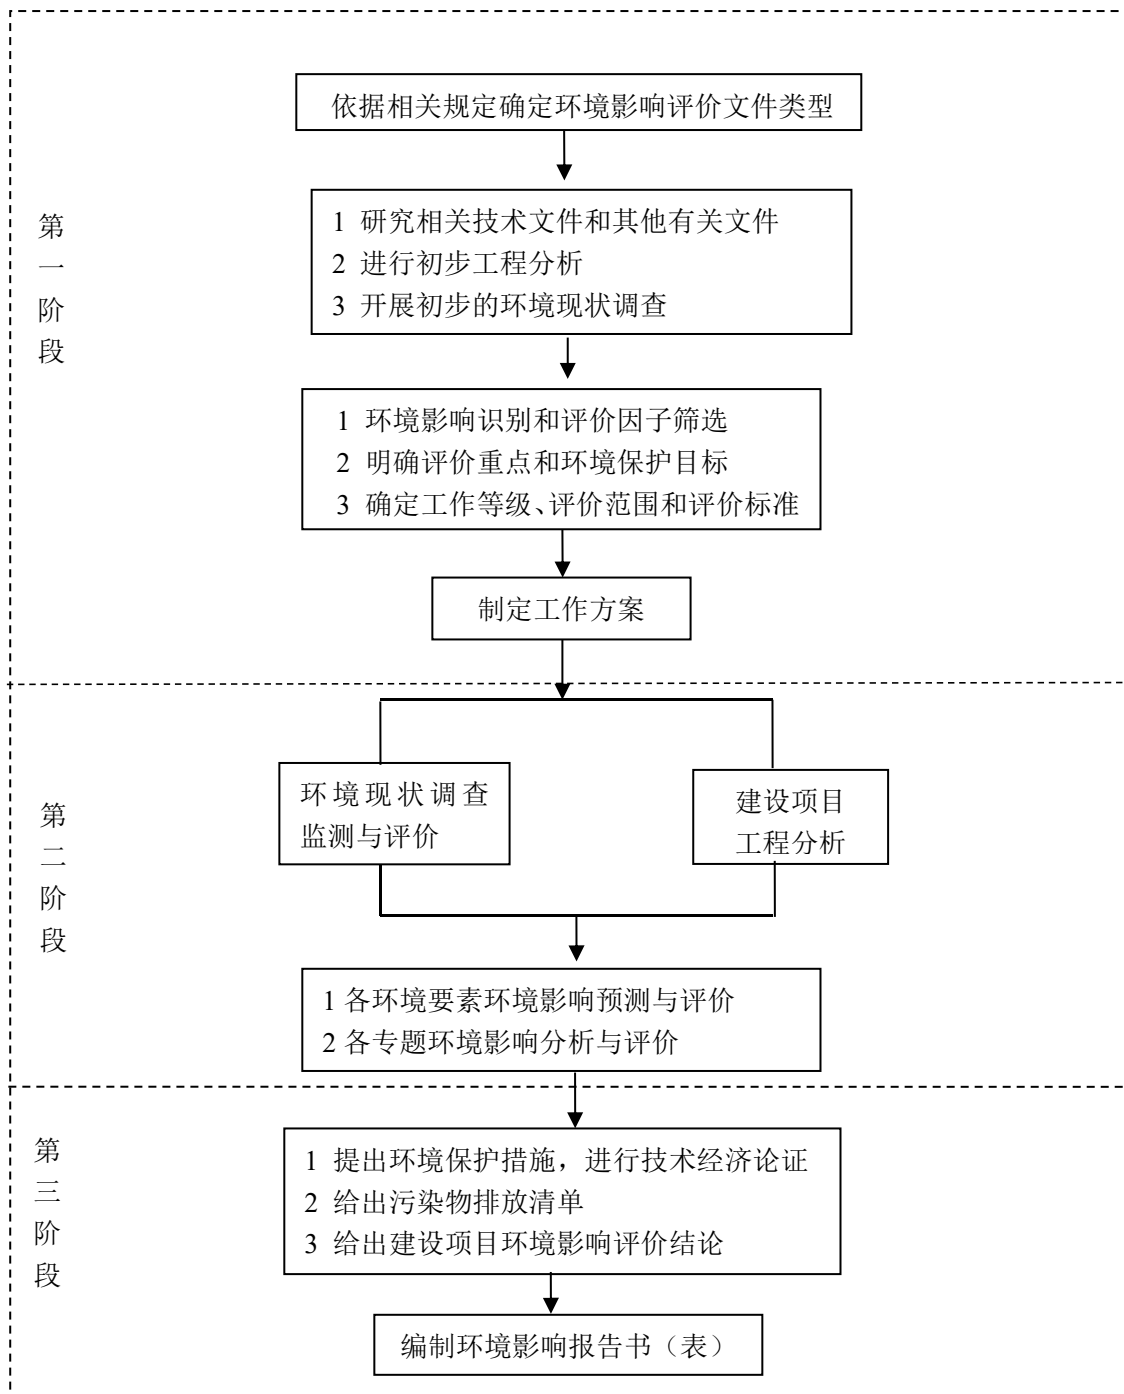 依据相关规定确定环境影响评价文件类型
第一阶段
1 研究相关技术文件和其他有关文件
2 进行初步工程分析
3 开展初步的环境现状调查
1 环境影响识别和评价因子筛选
2 明确评价重点和环境保护目标
3 确定工作等级、评价范围和评价标准
制定工作方案
第二阶段
环境现状调查
监测与评价
建设项目
工程分析
1 各环境要素环境影响预测与评价
2 各专题环境影响分析与评价
第三阶段
1 提出环境保护措施，进行技术经济论证
2 给出污染物排放清单
3 给出建设项目环境影响评价结论
编制环境影响报告书（表）